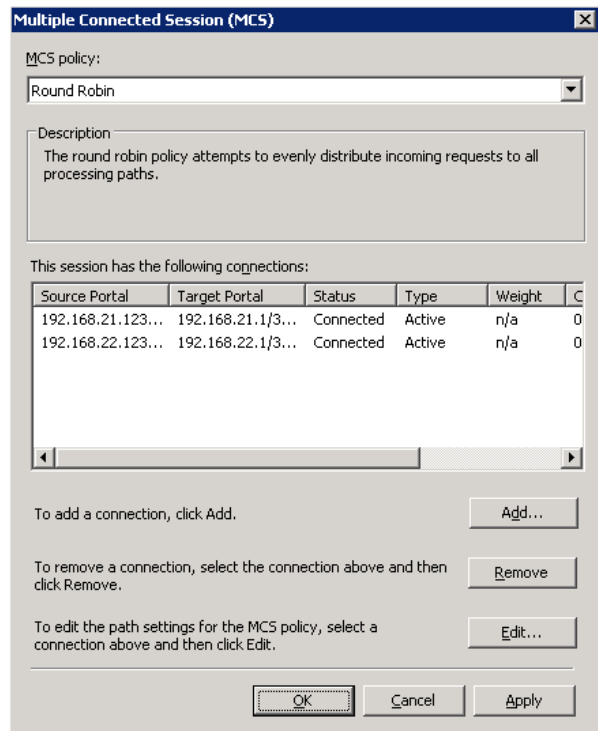 Multiple Connected Session (MCS)
MCS policy:
Round Robin
Description
The round robin policy attempts to evenly distribute incoming requests to all
processing paths.
This session has the following connections:
Source Portal Target Portal Status Type Weight C
192.168.21.123... 192.168.21.1/3... Connected Active n/a 0
192.168.22.123... 192.168.22.1/3... Connected Active n/a 0
To add a connection, click Add.
Add...
To remove a connection, select the connection above and then
click Remove.
Remove
To edit the path settings for the MCS policy, select a
connection above and then click Edit.
Edit...
OK Cancel Apply